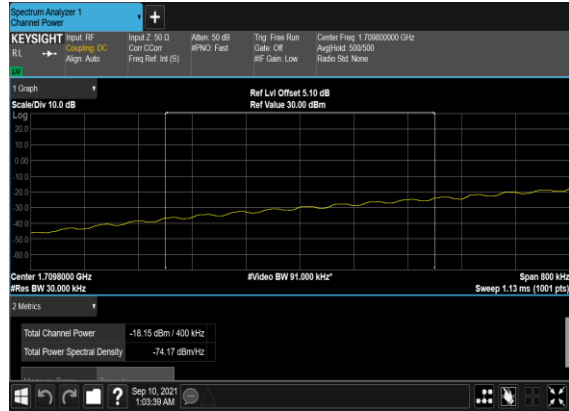 Spectrum Analyzer 1
Channel Power
+
KEYSIGHT
RL
Input: RF
Coupling: DC
Align: Auto
Input Z: 50 Ω
Corr CCorr
Freq Ref: Int (S)
Atten: 50 dB
#PNO: Fast
Trig: Free Run
Gate: Off
#IF Gain: Low
Center Freq: 1.709800000 GHz
Avg|Hold: 500/500
Radio Std: None
1 Graph
Scale/Div 10.0 dB
Ref Lvl Offset 5.10 dB
Ref Value 30.00 dBm
Log
20.0
10.0
0.00
-10.0
-20.0
-30.0
-40.0
-50.0
-60.0
Center 1.7098000 GHz
#Res BW 30.000 kHz
#Video BW 91.000 kHz*
Span 800 kHz
Sweep 1.13 ms (1001 pts)
2 Metrics
Total Channel Power -18.15 dBm / 400 kHz
Total Power Spectral Density -74.17 dBm/Hz
?
Sep 10, 2021
1:03:39 AM